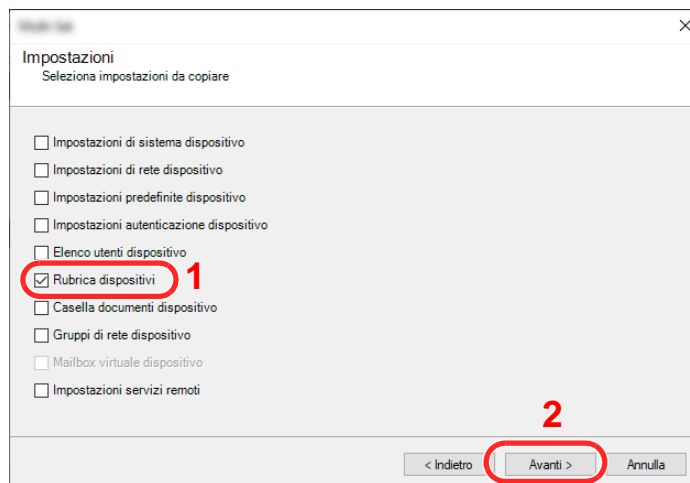 Impostazioni
Seleziona impostazioni da copiare
Impostazioni di sistema dispositivo
Impostazioni di rete dispositivo
Impostazioni predefinite dispositivo
Impostazioni autenticazione dispositivo
Elenco utenti dispositivo
Rubrica dispositivi 1
Casella documenti dispositivo
Gruppi di rete dispositivo
Mailbox virtuale dispositivo
Impostazioni servizi remoti
2
< Indietro Avanti > Annulla